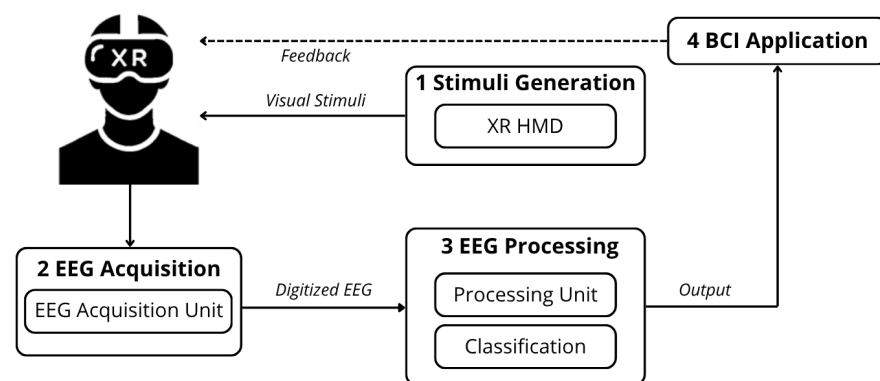 XR
4 BCI Application
Feedback
1 Stimuli Generation
Visual Stimuli
XR HMD
2 EEG Acquisition
EEG Acquisition Unit
Digitized EEG
3 EEG Processing
Processing Unit
Classification
Output